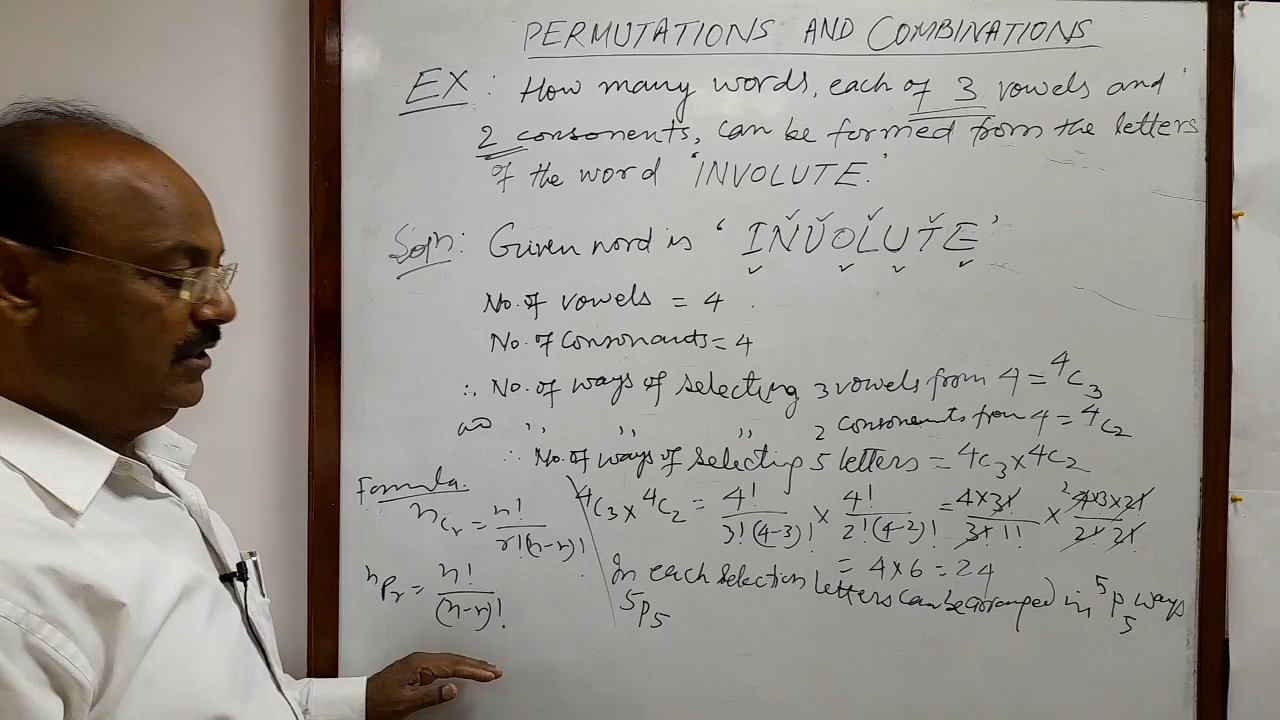 PERMUTATIONS AND COMBINATIONS
EX: How many words, each of 3 vowels and
2 consonents, can be formed from the letters
of the word 'INVOLUTE.'
Soln: Given word is 'INVOLUTE'
No. of vowels = 4
No. of Consonants = 4
∴ No. of ways of selecting 3 vowels from 4 = ⁴C₃
and ,, ,, ,, 2 consonents from 4 = ⁴C₂
∴ No. of ways of selecting 5 letters = 4C₃ × 4C₂
Formula.
ⁿCᵣ = n! / r!(n-r)!
ⁿPᵣ = n! / (n-r)!
⁴C₃ × ⁴C₂ = 4! / 3!(4-3)! × 4! / 2!(4-2)! = 4×3! / 3! 1! × 4×3×2! / 2! 2!
= 4×6 = 24
In each selection letters can be arranged in ⁵P₅ ways
⁵P₅